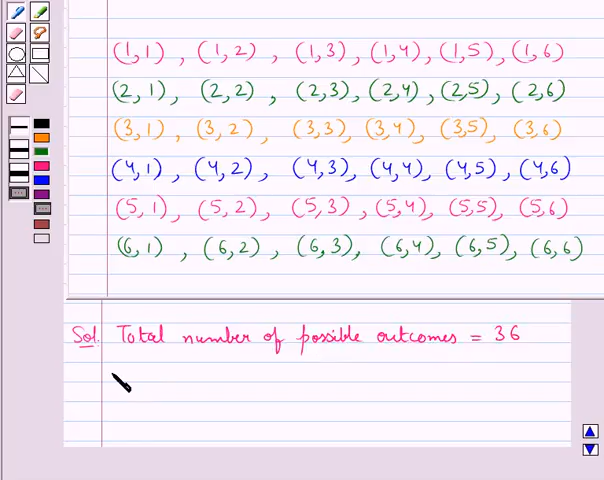 (1,1) , (1,2) , (1,3) , (1,4) , (1,5) , (1,6)
(2,1) , (2,2) , (2,3) , (2,4) , (2,5) , (2,6)
(3,1) , (3,2) , (3,3) , (3,4) , (3,5) , (3,6)
(4,1) , (4,2) , (4,3) , (4,4) , (4,5) , (4,6)
(5,1) , (5,2) , (5,3) , (5,4) , (5,5) , (5,6)
(6,1) , (6,2) , (6,3) , (6,4) , (6,5) , (6,6)
Sol. Total number of possible outcomes = 36